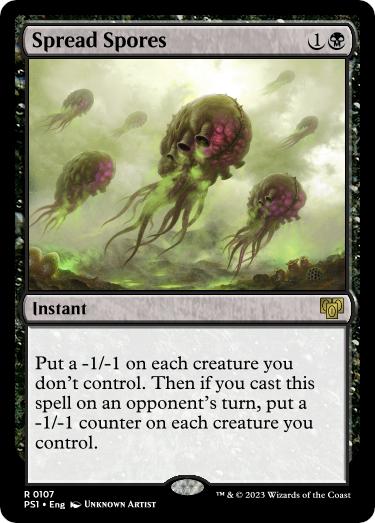 Spread Spores 1
Instant
Put a -1/-1 on each creature you
don't control. Then if you cast this
spell on an opponent's turn, put a
-1/-1 counter on each creature you
control.
R 0107
PS1 • Eng Unknown Artist
™ & © 2023 Wizards of the Coast